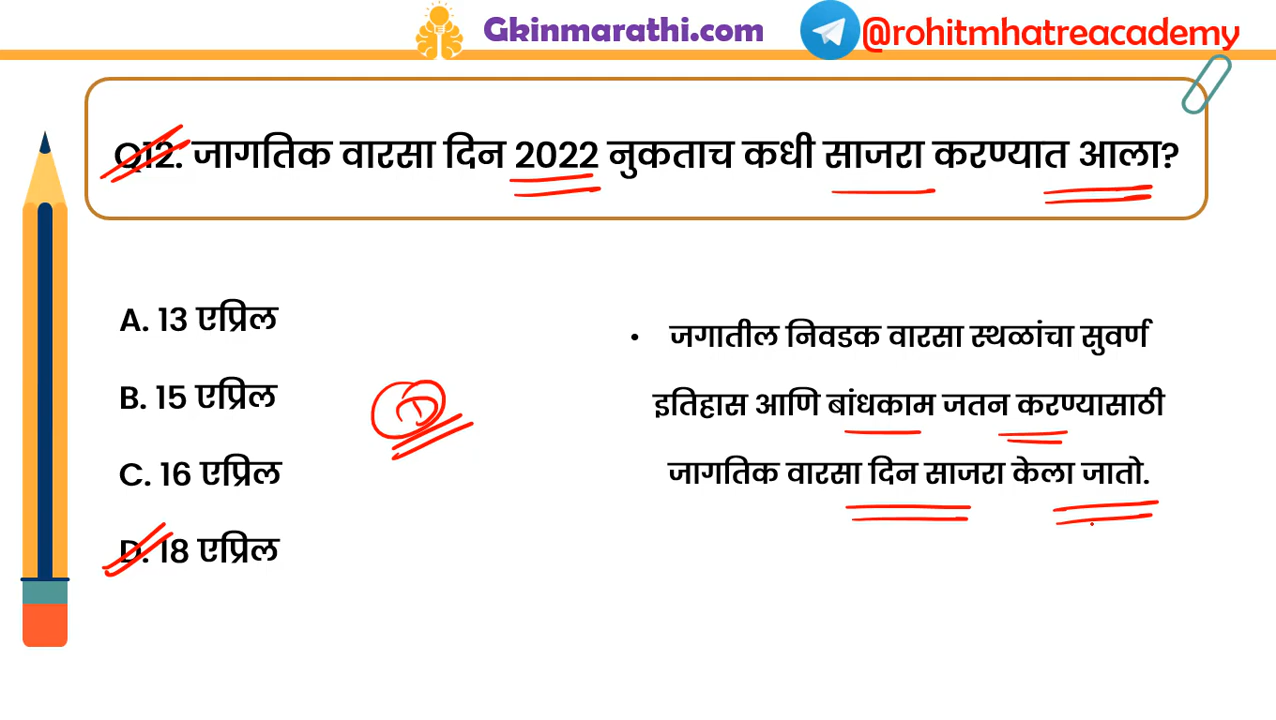 Gkinmarathi.com
@rohitmhatreacademy
Q12. जागतिक वारसा दिन 2022 नुकताच कधी साजरा करण्यात आला?
A. 13 एप्रिल
B. 15 एप्रिल
C. 16 एप्रिल
D. 18 एप्रिल
D
• जगातील निवडक वारसा स्थळांचा सुवर्ण
इतिहास आणि बांधकाम जतन करण्यासाठी
जागतिक वारसा दिन साजरा केला जातो.